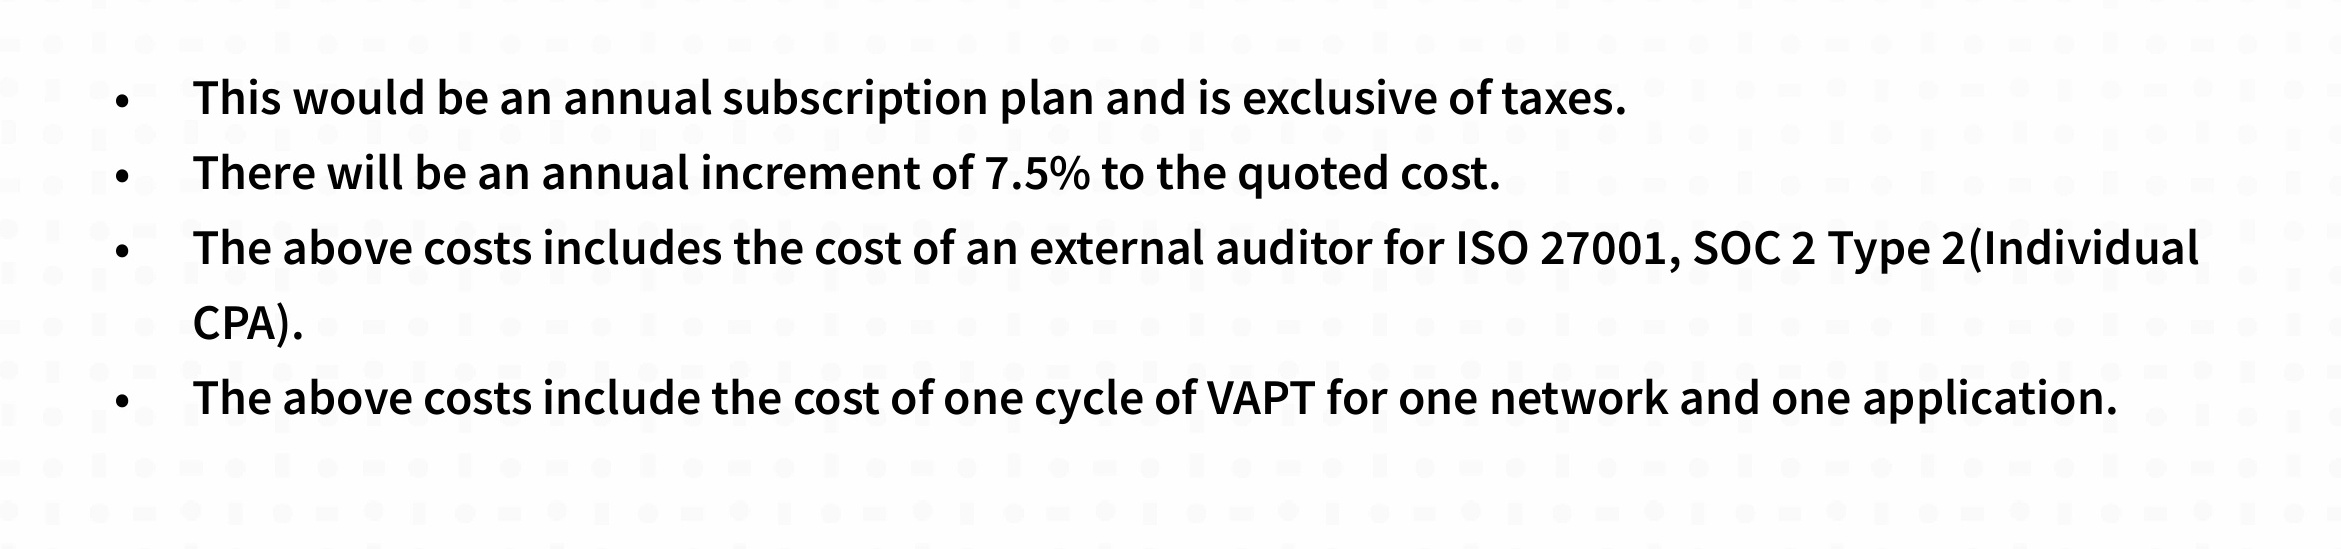 • This would be an annual subscription plan and is exclusive of taxes.
• There will be an annual increment of 7.5% to the quoted cost.
• The above costs includes the cost of an external auditor for ISO 27001, SOC 2 Type 2(Individual
CPA).
• The above costs include the cost of one cycle of VAPT for one network and one application.